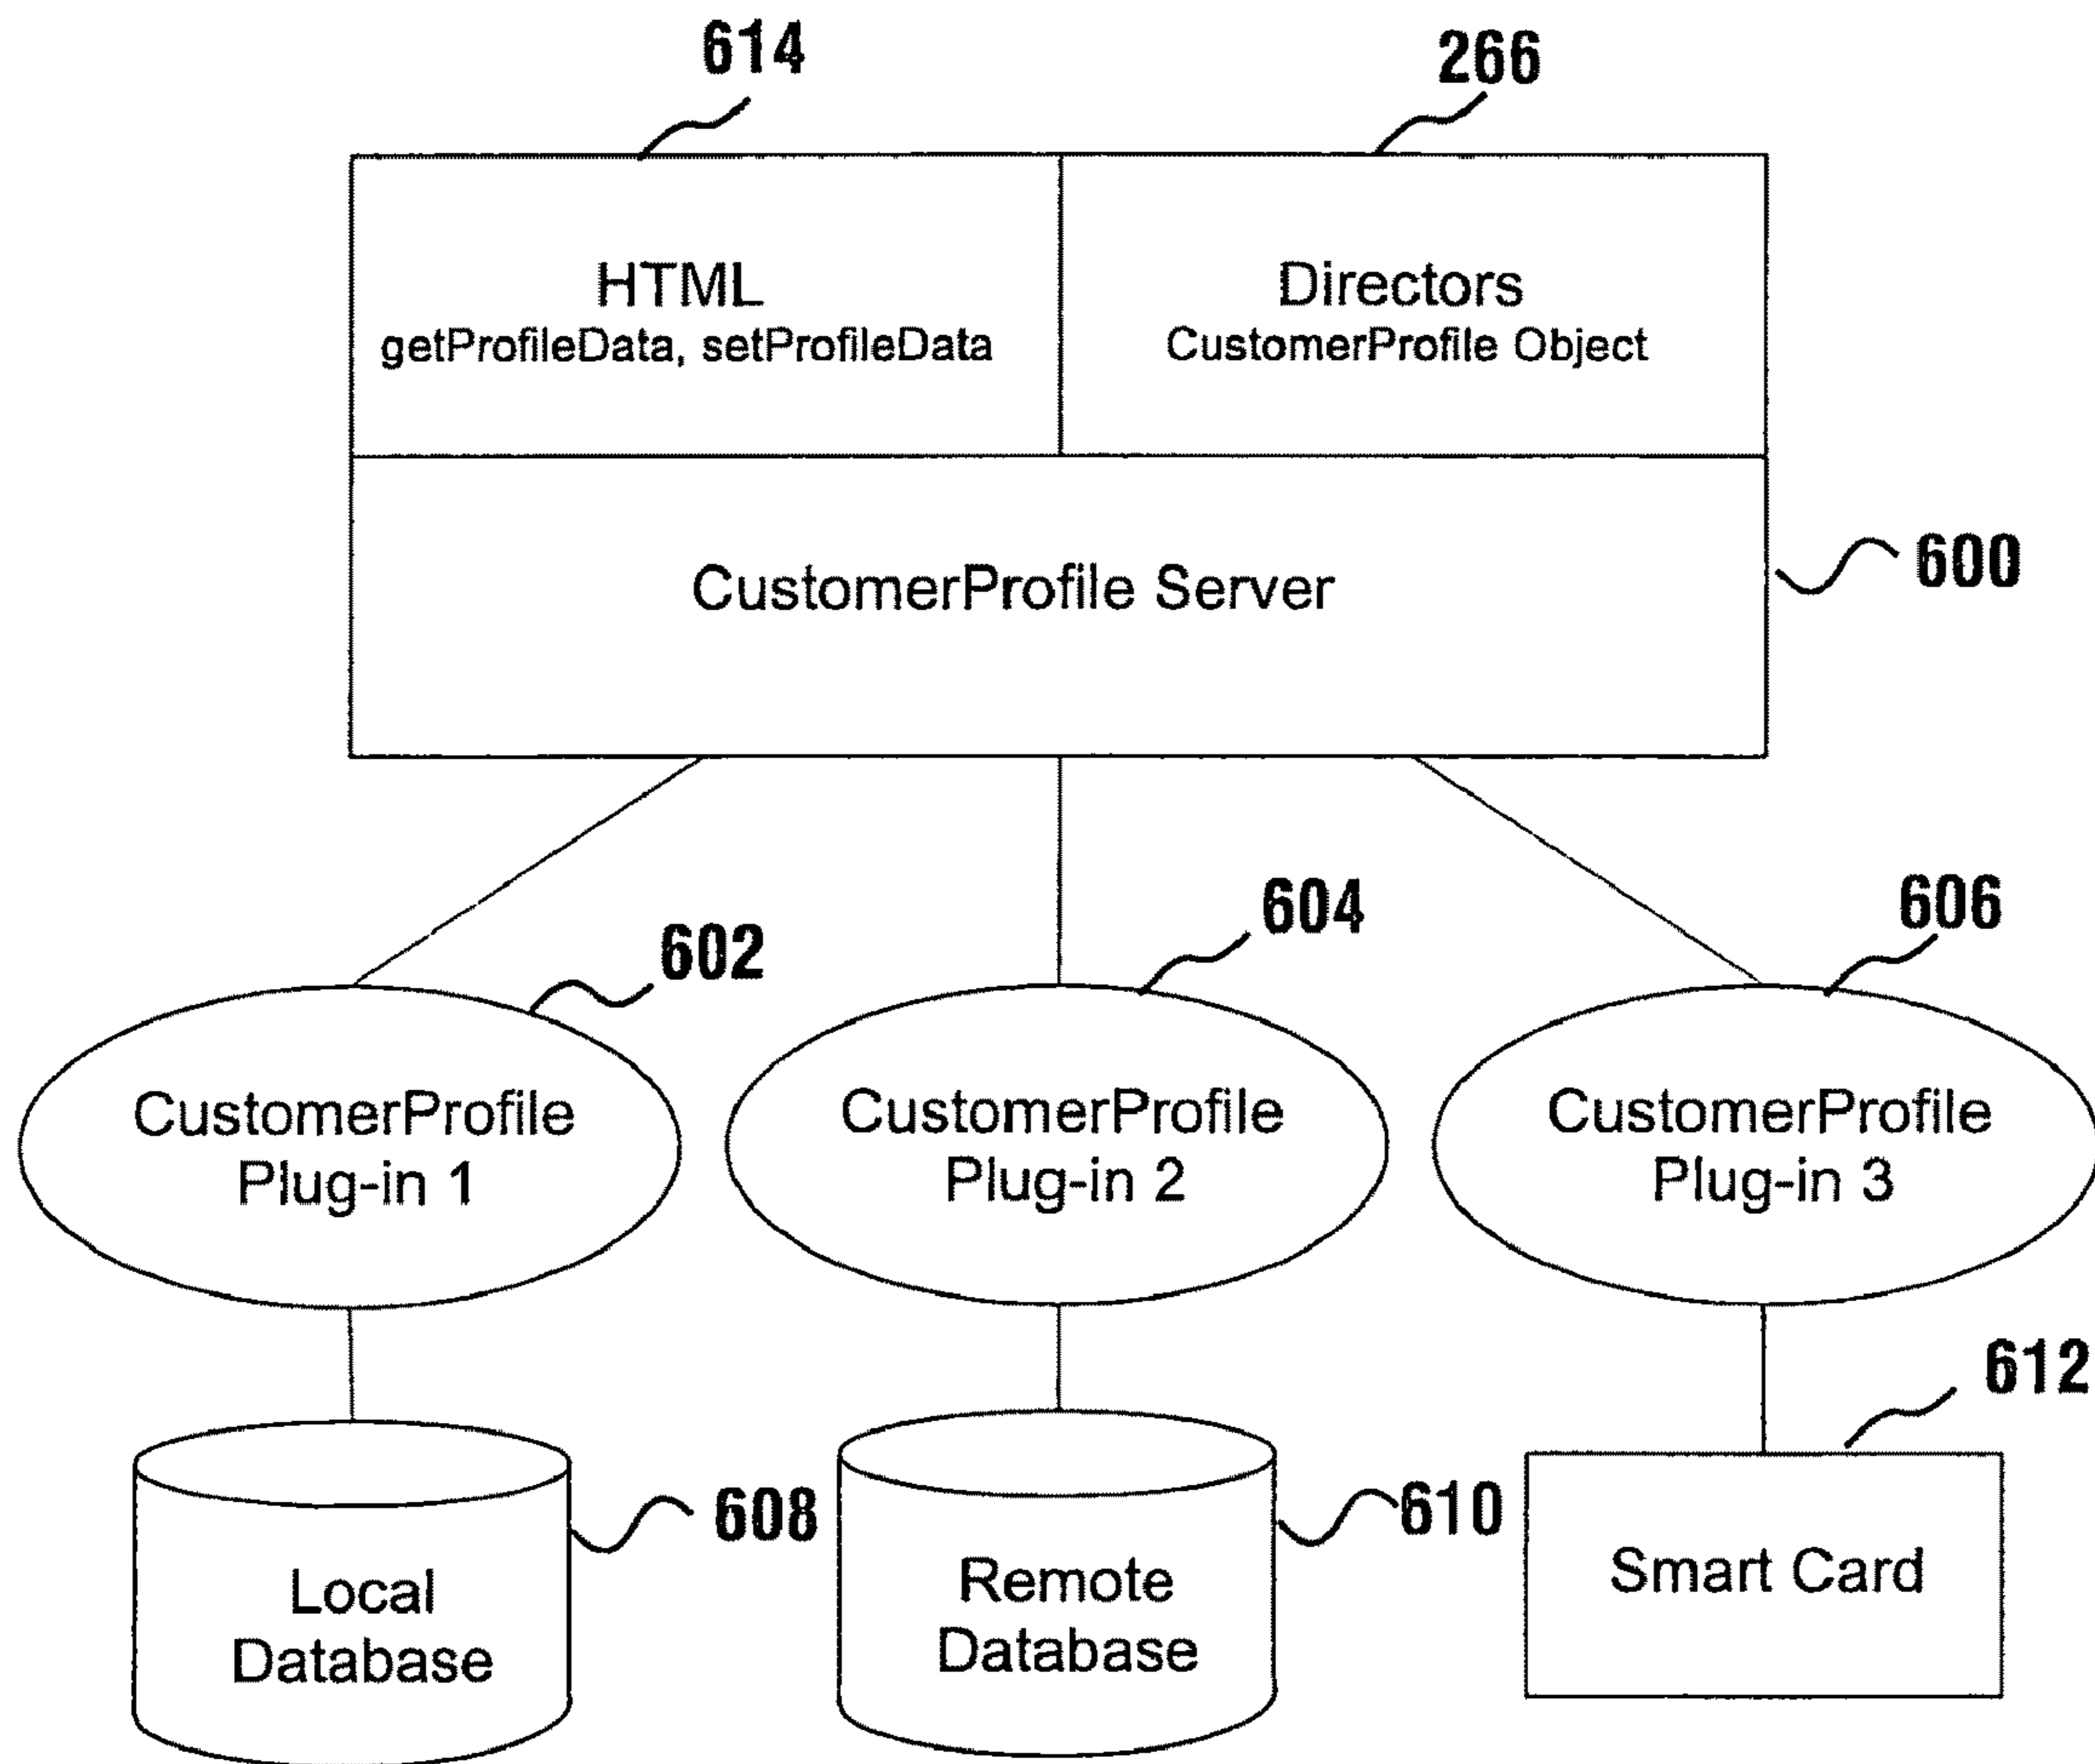 614
266
HTML
getProfileData, setProfileData
Directors
CustomerProfile Object
CustomerProfile Server
600
602
604
606
CustomerProfile
Plug-in 1
CustomerProfile
Plug-in 2
CustomerProfile
Plug-in 3
612
608
610
Local
Database
Remote
Database
Smart Card